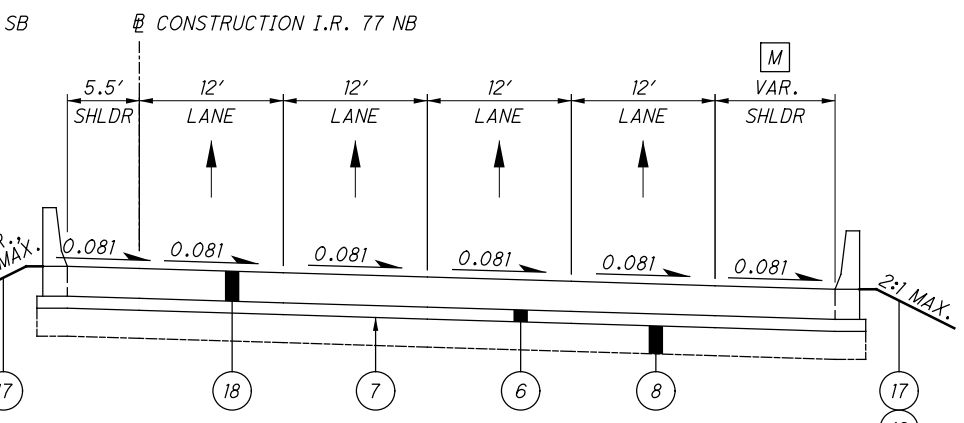 SB
℄ CONSTRUCTION I.R. 77 NB
M
5.5' 12' 12' 12' 12' VAR.
SHLDR LANE LANE LANE LANE SHLDR
MAX. 0.081 0.081 0.081 0.081 0.081 0.081
2:1 MAX.
18 7 6 8 17